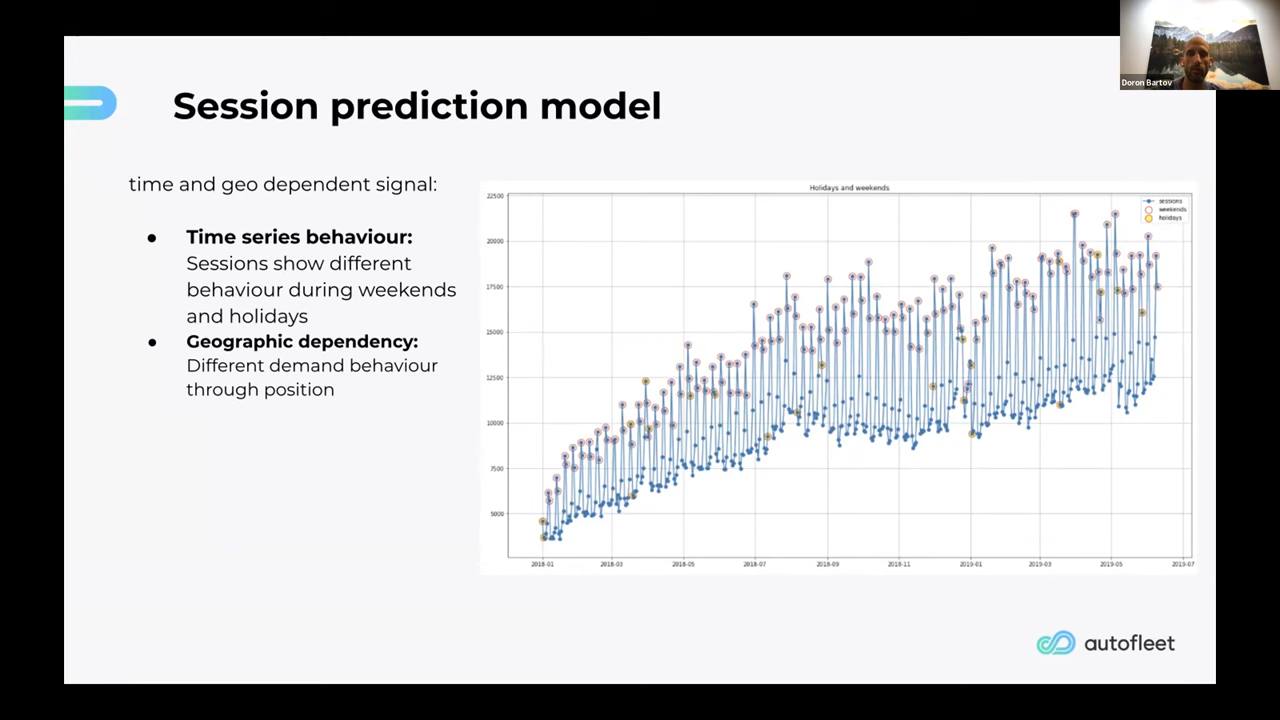 Doron Bartov
Session prediction model
time and geo dependent signal:
● Time series behaviour:
Sessions show different
behaviour during weekends
and holidays
● Geographic dependency:
Different demand behaviour
through position
Holidays and weekends
sessions
weekends
holidays
22500
20000
17500
15000
12500
10000
7500
5000
2018-01 2018-03 2018-05 2018-07 2018-09 2018-11 2019-01 2019-03 2019-05 2019-07
autofleet